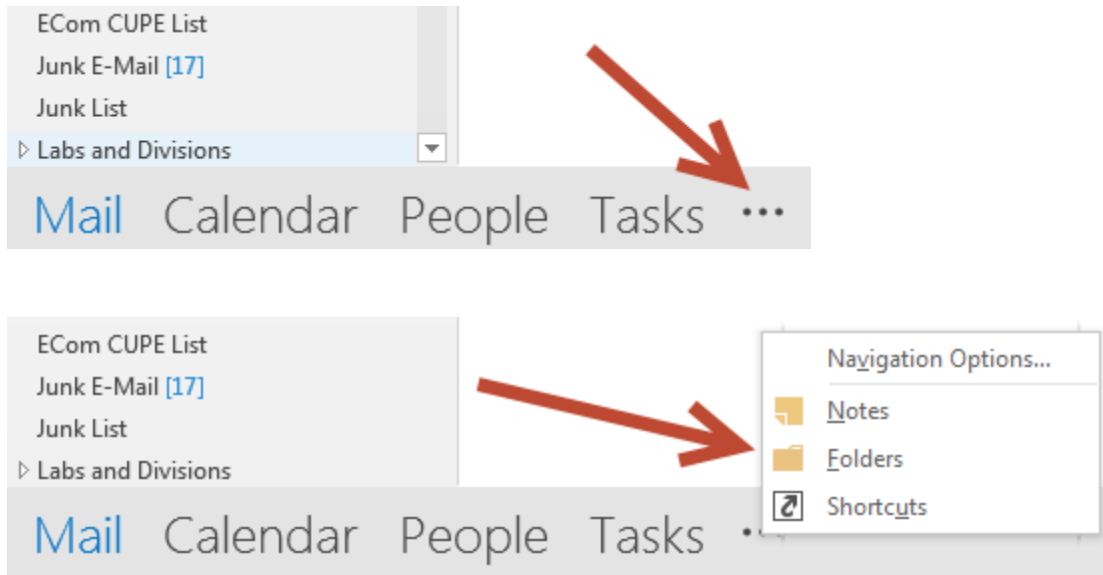 ECom CUPE List
Junk E-Mail [17]
Junk List
Labs and Divisions
Mail Calendar People Tasks ...
ECom CUPE List
Junk E-Mail [17]
Junk List
Labs and Divisions
Mail Calendar People Tasks
Navigation Options...
Notes
Folders
Shortcuts